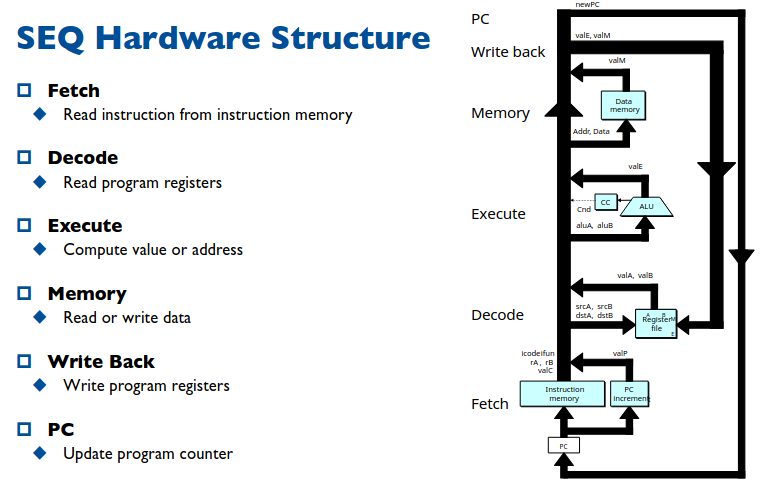 SEQ Hardware Structure
Fetch
Read instruction from instruction memory
Decode
Read program registers
Execute
Compute value or address
Memory
Read or write data
Write Back
Write program registers
PC
Update program counter
newPC
PC
valE, valM
Write back
valM
Data
memory
Memory
Addr, Data
valE
CC
ALU
Cnd
Execute
aluA, aluB
valA, valB
srcA, srcB
dstA, dstB
Decode
A B
Register M
file
E
icode ifun
rA, rB
valC
valP
Instruction
memory
PC
increment
Fetch
PC